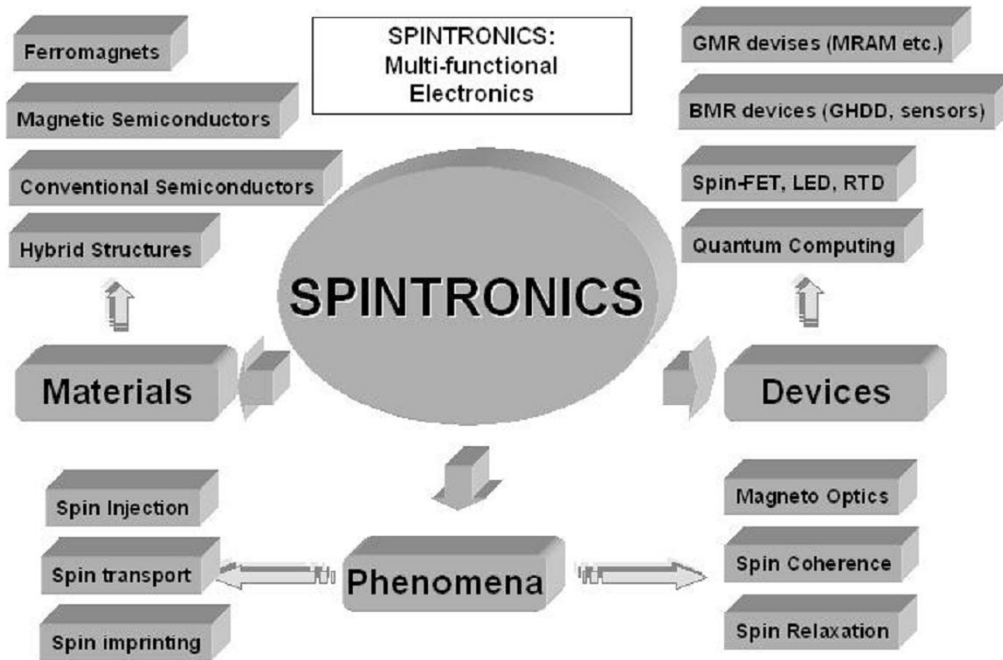 Ferromagnets
Magnetic Semiconductors
Conventional Semiconductors
Hybrid Structures
SPINTRONICS:
Multi-functional
Electronics
GMR devises (MRAM etc.)
BMR devices (GHDD, sensors)
Spin-FET, LED, RTD
Quantum Computing
SPINTRONICS
Materials
Devices
Spin Injection
Spin transport
Spin imprinting
Phenomena
Magneto Optics
Spin Coherence
Spin Relaxation